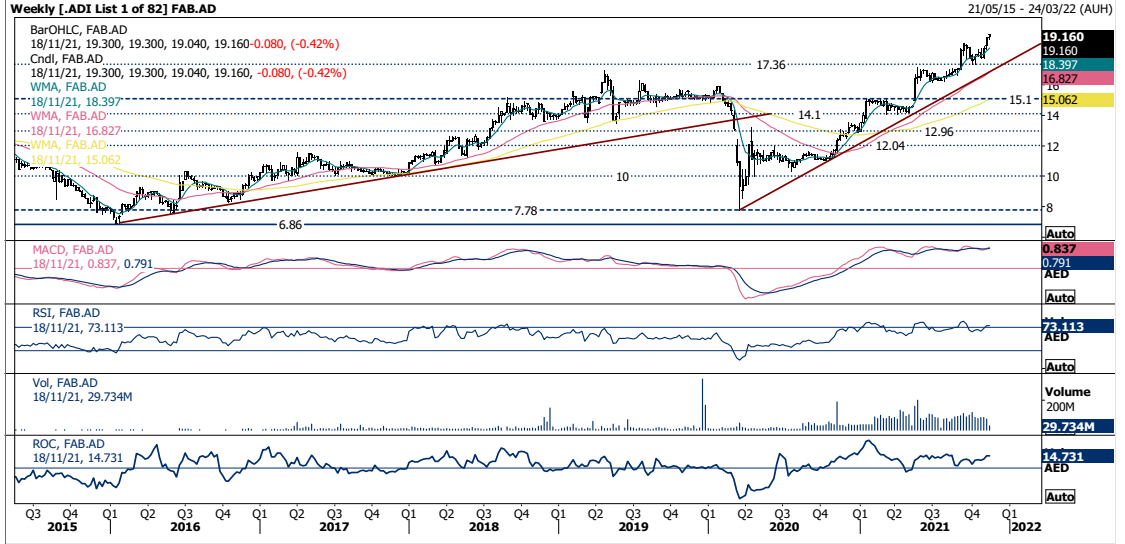 Weekly [.ADI List 1 of 82] FAB.AD
21/05/15 - 24/03/22 (AUH)
BarOHLC, FAB.AD
18/11/21, 19.300, 19.300, 19.040, 19.160-0.080, (-0.42%)
Cndl, FAB.AD
18/11/21, 19.300, 19.300, 19.040, 19.160, -0.080, (-0.42%)
WMA, FAB.AD
18/11/21, 18.397
WMA, FAB.AD
18/11/21, 16.827
WMA, FAB.AD
18/11/21, 15.062
17.36
15.1
14.1
12.96
12.04
10
7.78
6.86
19.160
19.160
18.397
16.827
16
15.062
14
12
10
8
Auto
MACD, FAB.AD
18/11/21, 0.837, 0.791
0.837
0.791
AED
Auto
RSI, FAB.AD
18/11/21, 73.113
73.113
AED
Auto
Vol, FAB.AD
18/11/21, 29.734M
Volume
200M
29.734M
ROC, FAB.AD
18/11/21, 14.731
14.731
AED
Auto
Q3 Q4 Q1 Q2 Q3 Q4 Q1 Q2 Q3 Q4 Q1 Q2 Q3 Q4 Q1 Q2 Q3 Q4 Q1 Q2 Q3 Q4 Q1 Q2 Q3 Q4 Q1
2015 2016 2017 2018 2019 2020 2021 2022